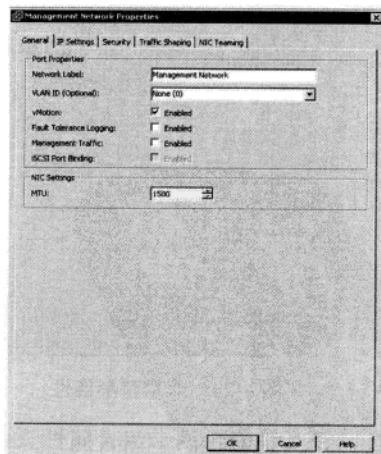 Management Network Properties
General IP Settings Security Traffic Shaping NIC Teaming
Port Properties
Network Label: Management Network
VLAN ID (Optional): None (0)
vMotion: Enabled
Fault Tolerance Logging: Enabled
Management Traffic: Enabled
iSCSI Port Binding: Enabled
NIC Settings
MTU: 1500
OK Cancel Help